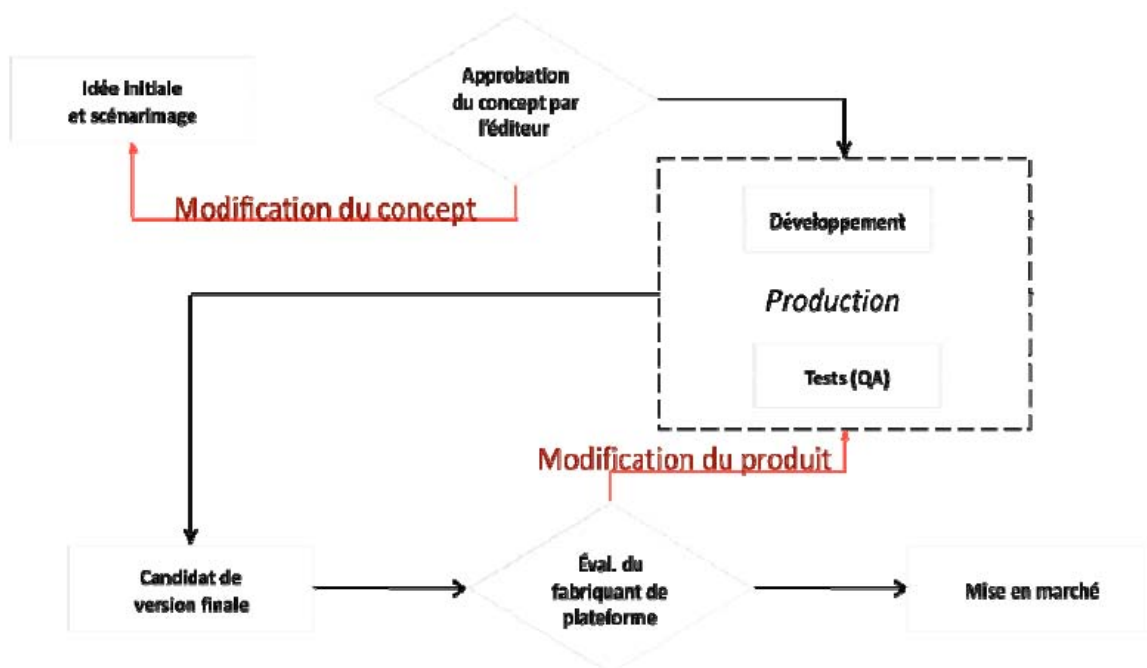 Idée initiale
et scénarimage
Approbation
du concept par
l'éditeur
Modification du concept
Développement
Production
Tests (QA)
Modification du produit
Candidat de
version finale
Éval. du
fabriquant de
plateforme
Mise en marché